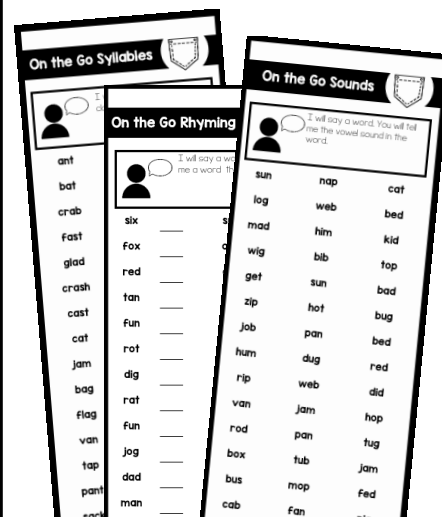 On the Go Syllables
I
ant
bat
crab
fast
glad
crash
cast
cat
jam
bag
flag
van
tap
pant
On the Go Rhyming
I will say a
me a word
six
fox
red
tan
fun
rot
dig
rat
fun
jog
dad
man
On the Go Sounds
I will say a word. You will tell
me the vowel sound in the
word.
sun nap cat
log web bed
mad him kid
wig bib top
get sun bad
zip hot bug
job pan bed
hum dug red
rip web did
van jam hop
rod pan tug
box tub jam
bus mop fed
cab fan